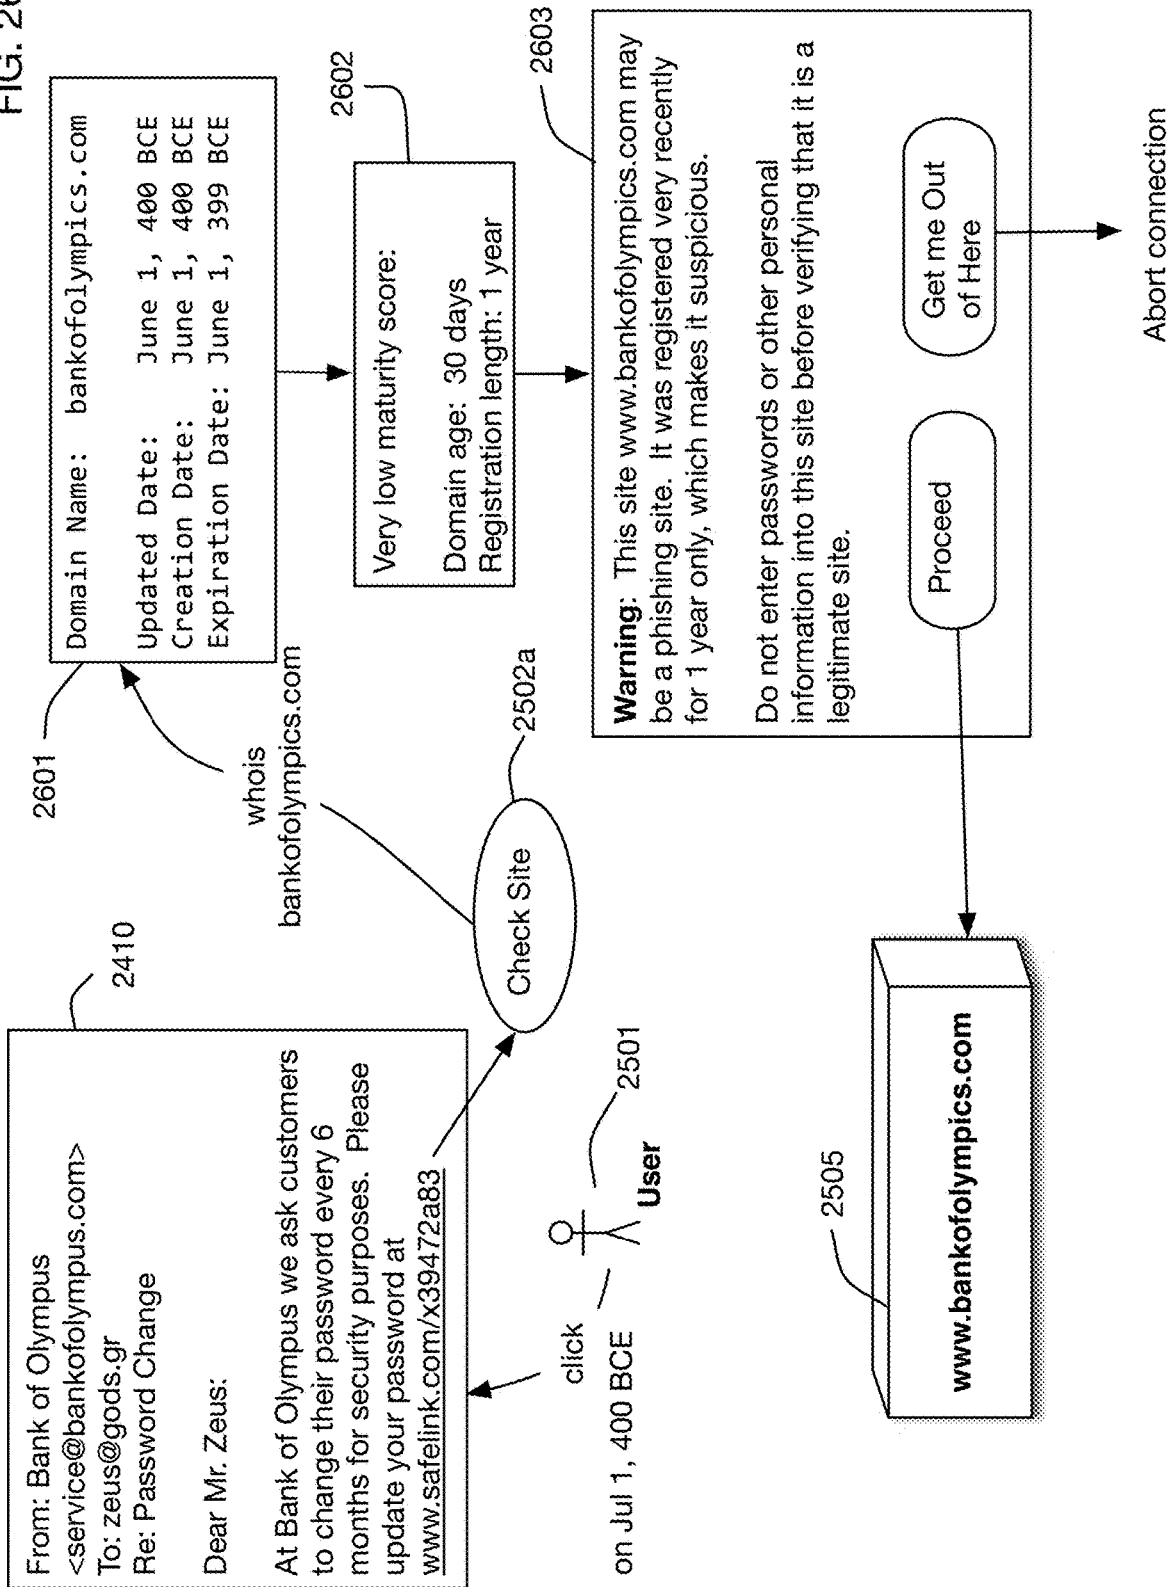 FIG. 26
2410
From: Bank of Olympus
<service@bankofolympus.com>
To: zeus@gods.gr
Re: Password Change
Dear Mr. Zeus:
At Bank of Olympus we ask customers
to change their password every 6
months for security purposes. Please
update your password at
www.safelink.com/x39472a83
click
on Jul 1, 400 BCE
2501
User
Check Site
2502a
whois
bankofolympics.com
2601
Domain Name: bankofolympics.com
Updated Date: June 1, 400 BCE
Creation Date: June 1, 400 BCE
Expiration Date: June 1, 399 BCE
2602
Very low maturity score:
Domain age: 30 days
Registration length: 1 year
2603
Warning: This site www.bankofolympics.com may
be a phishing site. It was registered very recently
for 1 year only, which makes it suspicious.
Do not enter passwords or other personal
information into this site before verifying that it is a
legitimate site.
Proceed
Get me Out
of Here
Abort connection
2505
www.bankofolympics.com